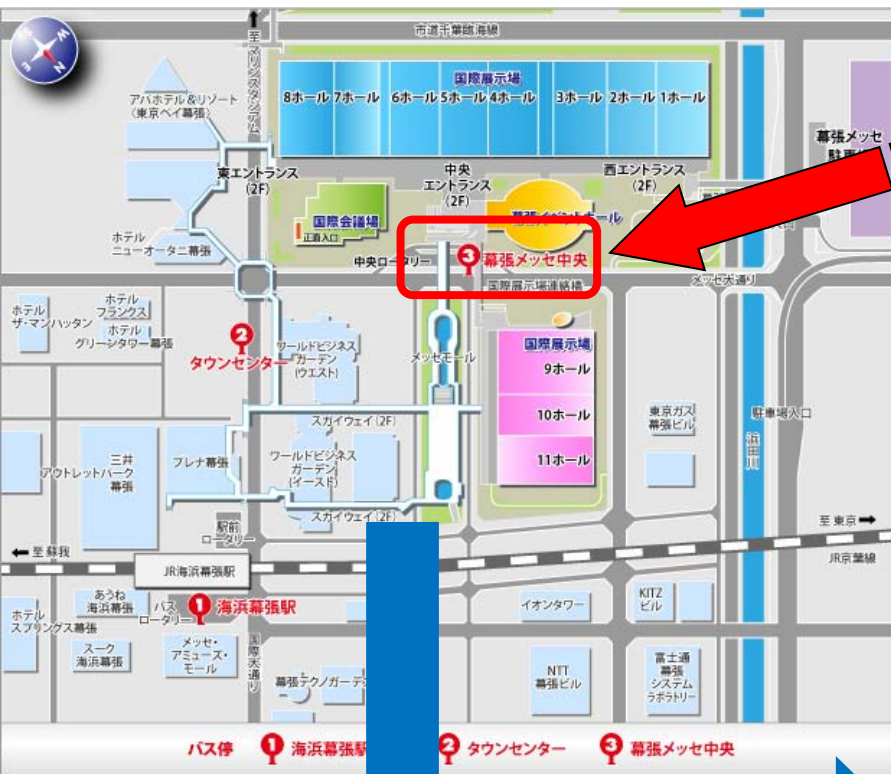 市道千葉臨海線
至マリンスタジアム
アパホテル&リゾート
〈東京ベイ幕張〉
国際展示場
8ホール
7ホール
6ホール
5ホール
4ホール
3ホール
2ホール
1ホール
幕張メッセ
東エントランス
(2F)
中央
エントランス
(2F)
西エントランス
(2F)
国際会議場
正面入口
幕張イベントホール
ホテル
ニューオータニ幕張
中央ロータリー
3 幕張メッセ中央
国際展示場連絡橋
メッセ大通り
ホテル
ザ・マンハッタン
ホテル
フランクス
ホテル
グリーンタワー幕張
2
タウンセンター
ワールドビジネス
ガーデン
(ウエスト)
メッセモール
国際展示場
9ホール
10ホール
11ホール
東京ガス
幕張ビル
駐車場入口
浜田川
スカイウェイ(2F)
三井
アウトレットパーク
幕張
プレナ幕張
ワールドビジネス
ガーデン
(イースト)
スカイウェイ(2F)
駅前
ロータリー
至東京
至蘇我
JR海浜幕張駅
JR京葉線
あうね
海浜幕張
バス
ロータリー
1 海浜幕張駅
イオンタワー
KITZ
ビル
ホテル
スプリングス幕張
スーク
海浜幕張
メッセ・
アミューズ・
モール
国際大通り
幕張テクノガーデ
NTT
幕張ビル
富士通
幕張
システム
ラボラトリー
バス停 1 海浜幕張駅 2 タウンセンター 3 幕張メッセ中央